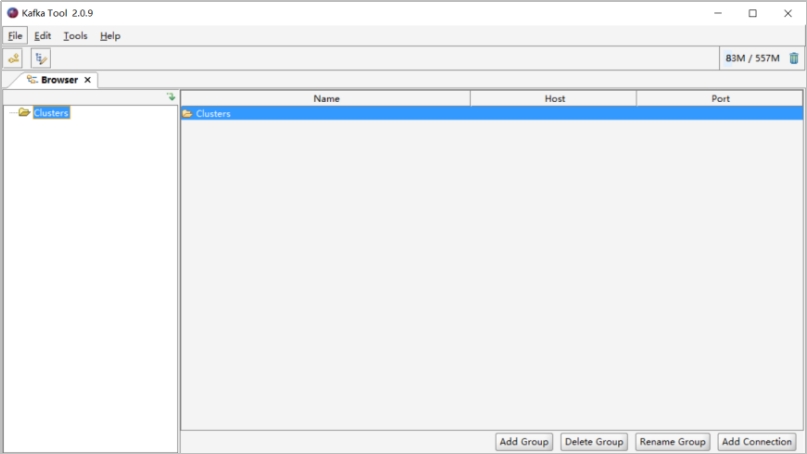 Kafka Tool 2.0.9
File Edit Tools Help
83M / 557M
Browser
Name Host Port
Clusters Clusters
Add Group Delete Group Rename Group Add Connection